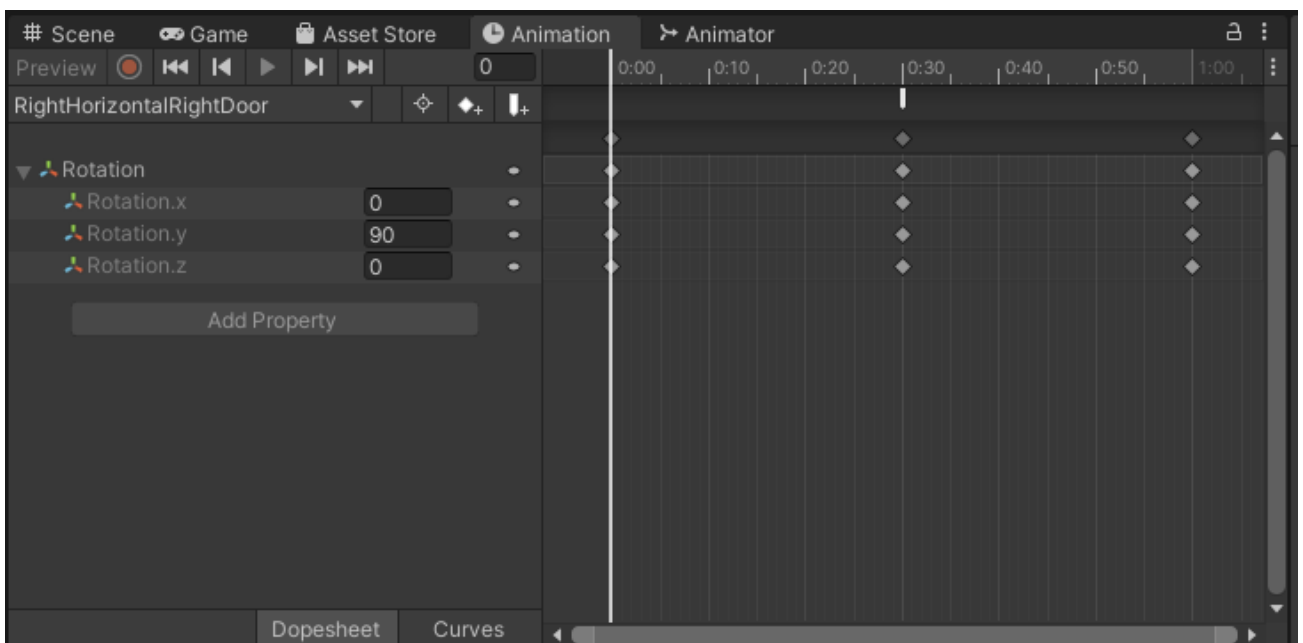 Scene Game Asset Store Animation Animator
Preview 0 0:00 0:10 0:20 0:30 0:40 0:50 1:00
RightHorizontalRightDoor
Rotation
Rotation.x 0
Rotation.y 90
Rotation.z 0
Add Property
Dopesheet Curves